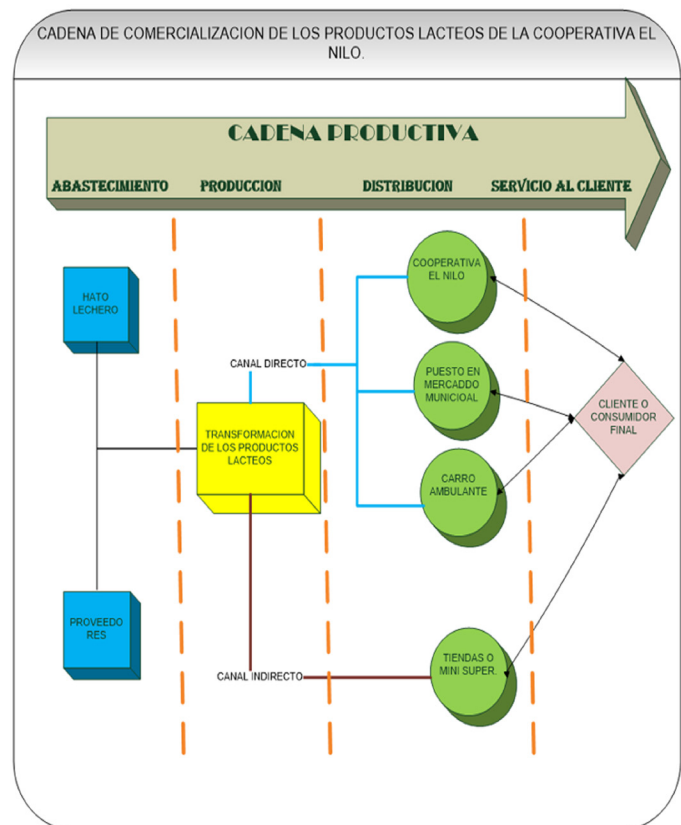 CADENA DE COMERCIALIZACION DE LOS PRODUCTOS LACTEOS DE LA COOPERATIVA EL
NILO.
CADENA PRODUCTIVA
ABASTECIMIENTO PRODUCCION DISTRIBUCION SERVICIO AL CLIENTE
HATO
LECHERO
PROVEEDO
RES
TRANSFORMACION
DE LOS PRODUCTOS
LACTEOS
CANAL DIRECTO
CANAL INDIRECTO
COOPERATIVA
EL NILO
PUESTO EN
MERCADDO
MUNICIOAL
CARRO
AMBULANTE
TIENDAS O
MINI SUPER.
CLIENTE O
CONSUMIDOR
FINAL